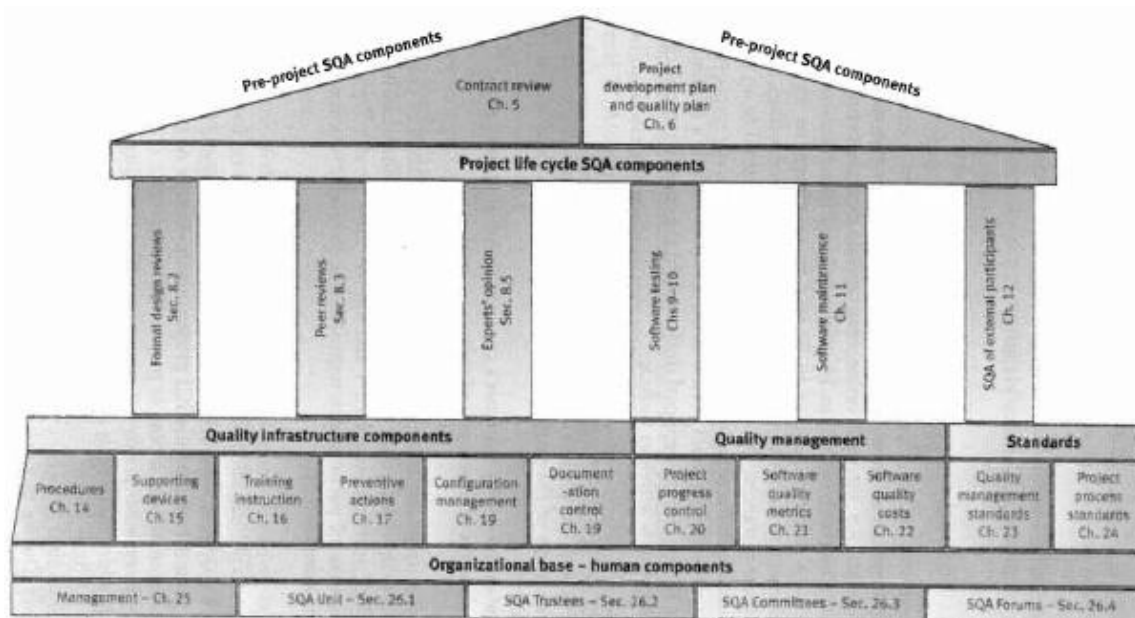 Pre-project SQA components
Pre-project SQA components
Contract review
Ch. 5
Project
development plan
and quality plan
Ch. 6
Project life cycle SQA components
Formal design reviews
Sec. 8.2
Peer reviews
Sec. 8.3
Experts' opinion
Sec. 8.5
Software testing
Chs 9–10
Software maintenance
Ch. 11
SQA of external participants
Ch. 12
Quality infrastructure components
Quality management
Standards
Procedures
Ch. 14
Supporting
devices
Ch. 15
Training
instruction
Ch. 16
Preventive
actions
Ch. 17
Configuration
management
Ch. 19
Document
-ation
control
Ch. 19
Project
progress
control
Ch. 20
Software
quality
metrics
Ch. 21
Software
quality
costs
Ch. 22
Quality
management
standards
Ch. 23
Project
process
standards
Ch. 24
Organizational base – human components
Management – Ch. 25
SQA Unit – Sec. 26.1
SQA Trustees – Sec. 26.2
SQA Committees – Sec. 26.3
SQA Forums – Sec. 26.4